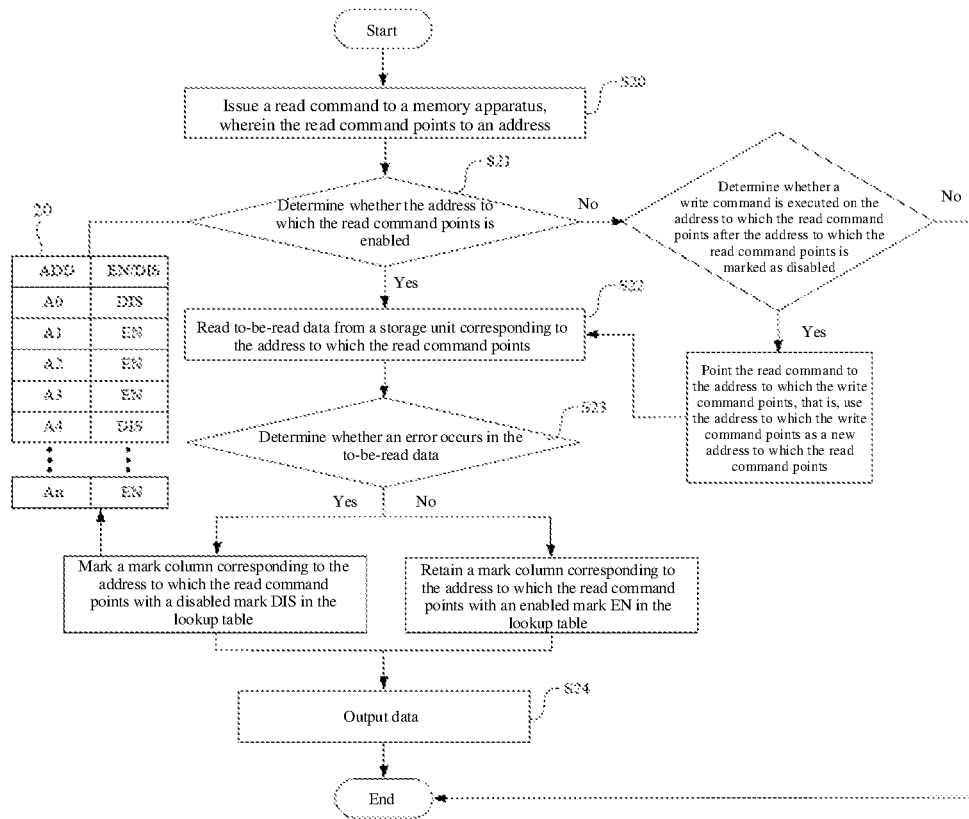 Start
S20
Issue a read command to a memory apparatus,
wherein the read command points to an address
S21
Determine whether the address to
which the read command points is
enabled
No
Determine whether a
write command is executed on the
address to which the read command
points after the address to which the
read command points is
marked as disabled
No
20
ADD EN/DIS
A0 DIS
A1 EN
A2 EN
A3 EN
A4 DIS
An EN
Yes
S22
Read to-be-read data from a storage unit corresponding to
the address to which the read command points
Yes
Point the read command to
the address to which the write
command points, that is, use
the address to which the write
command points as a new
address to which the read
command points
S23
Determine whether an error occurs in the
to-be-read data
Yes No
Mark a mark column corresponding to the
address to which the read command
points with a disabled mark DIS in the
lookup table
Retain a mark column corresponding to
the address to which the read command
points with an enabled mark EN in the
lookup table
S24
Output data
End